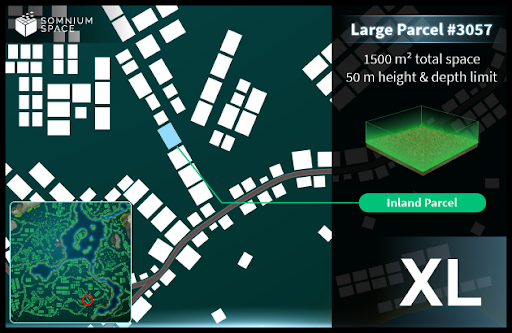 SOMNIUM
SPACE
Large Parcel #3057
1500 m² total space
50 m height & depth limit
Inland Parcel
XL